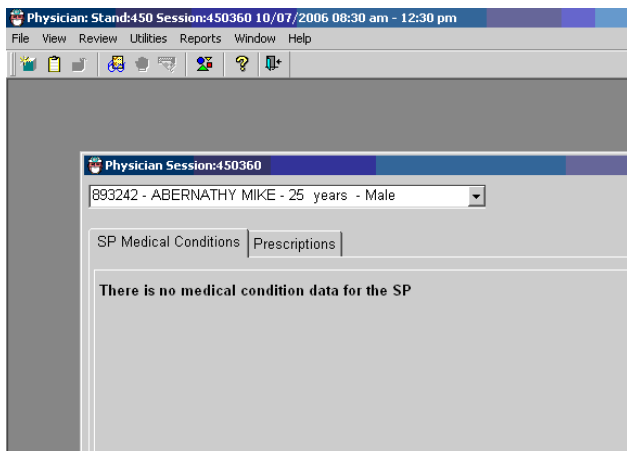 Physician: Stand:450 Session:450360 10/07/2006 08:30 am - 12:30 pm
File View Review Utilities Reports Window Help
Physician Session:450360
893242 - ABERNATHY MIKE - 25 years - Male
SP Medical Conditions Prescriptions
There is no medical condition data for the SP